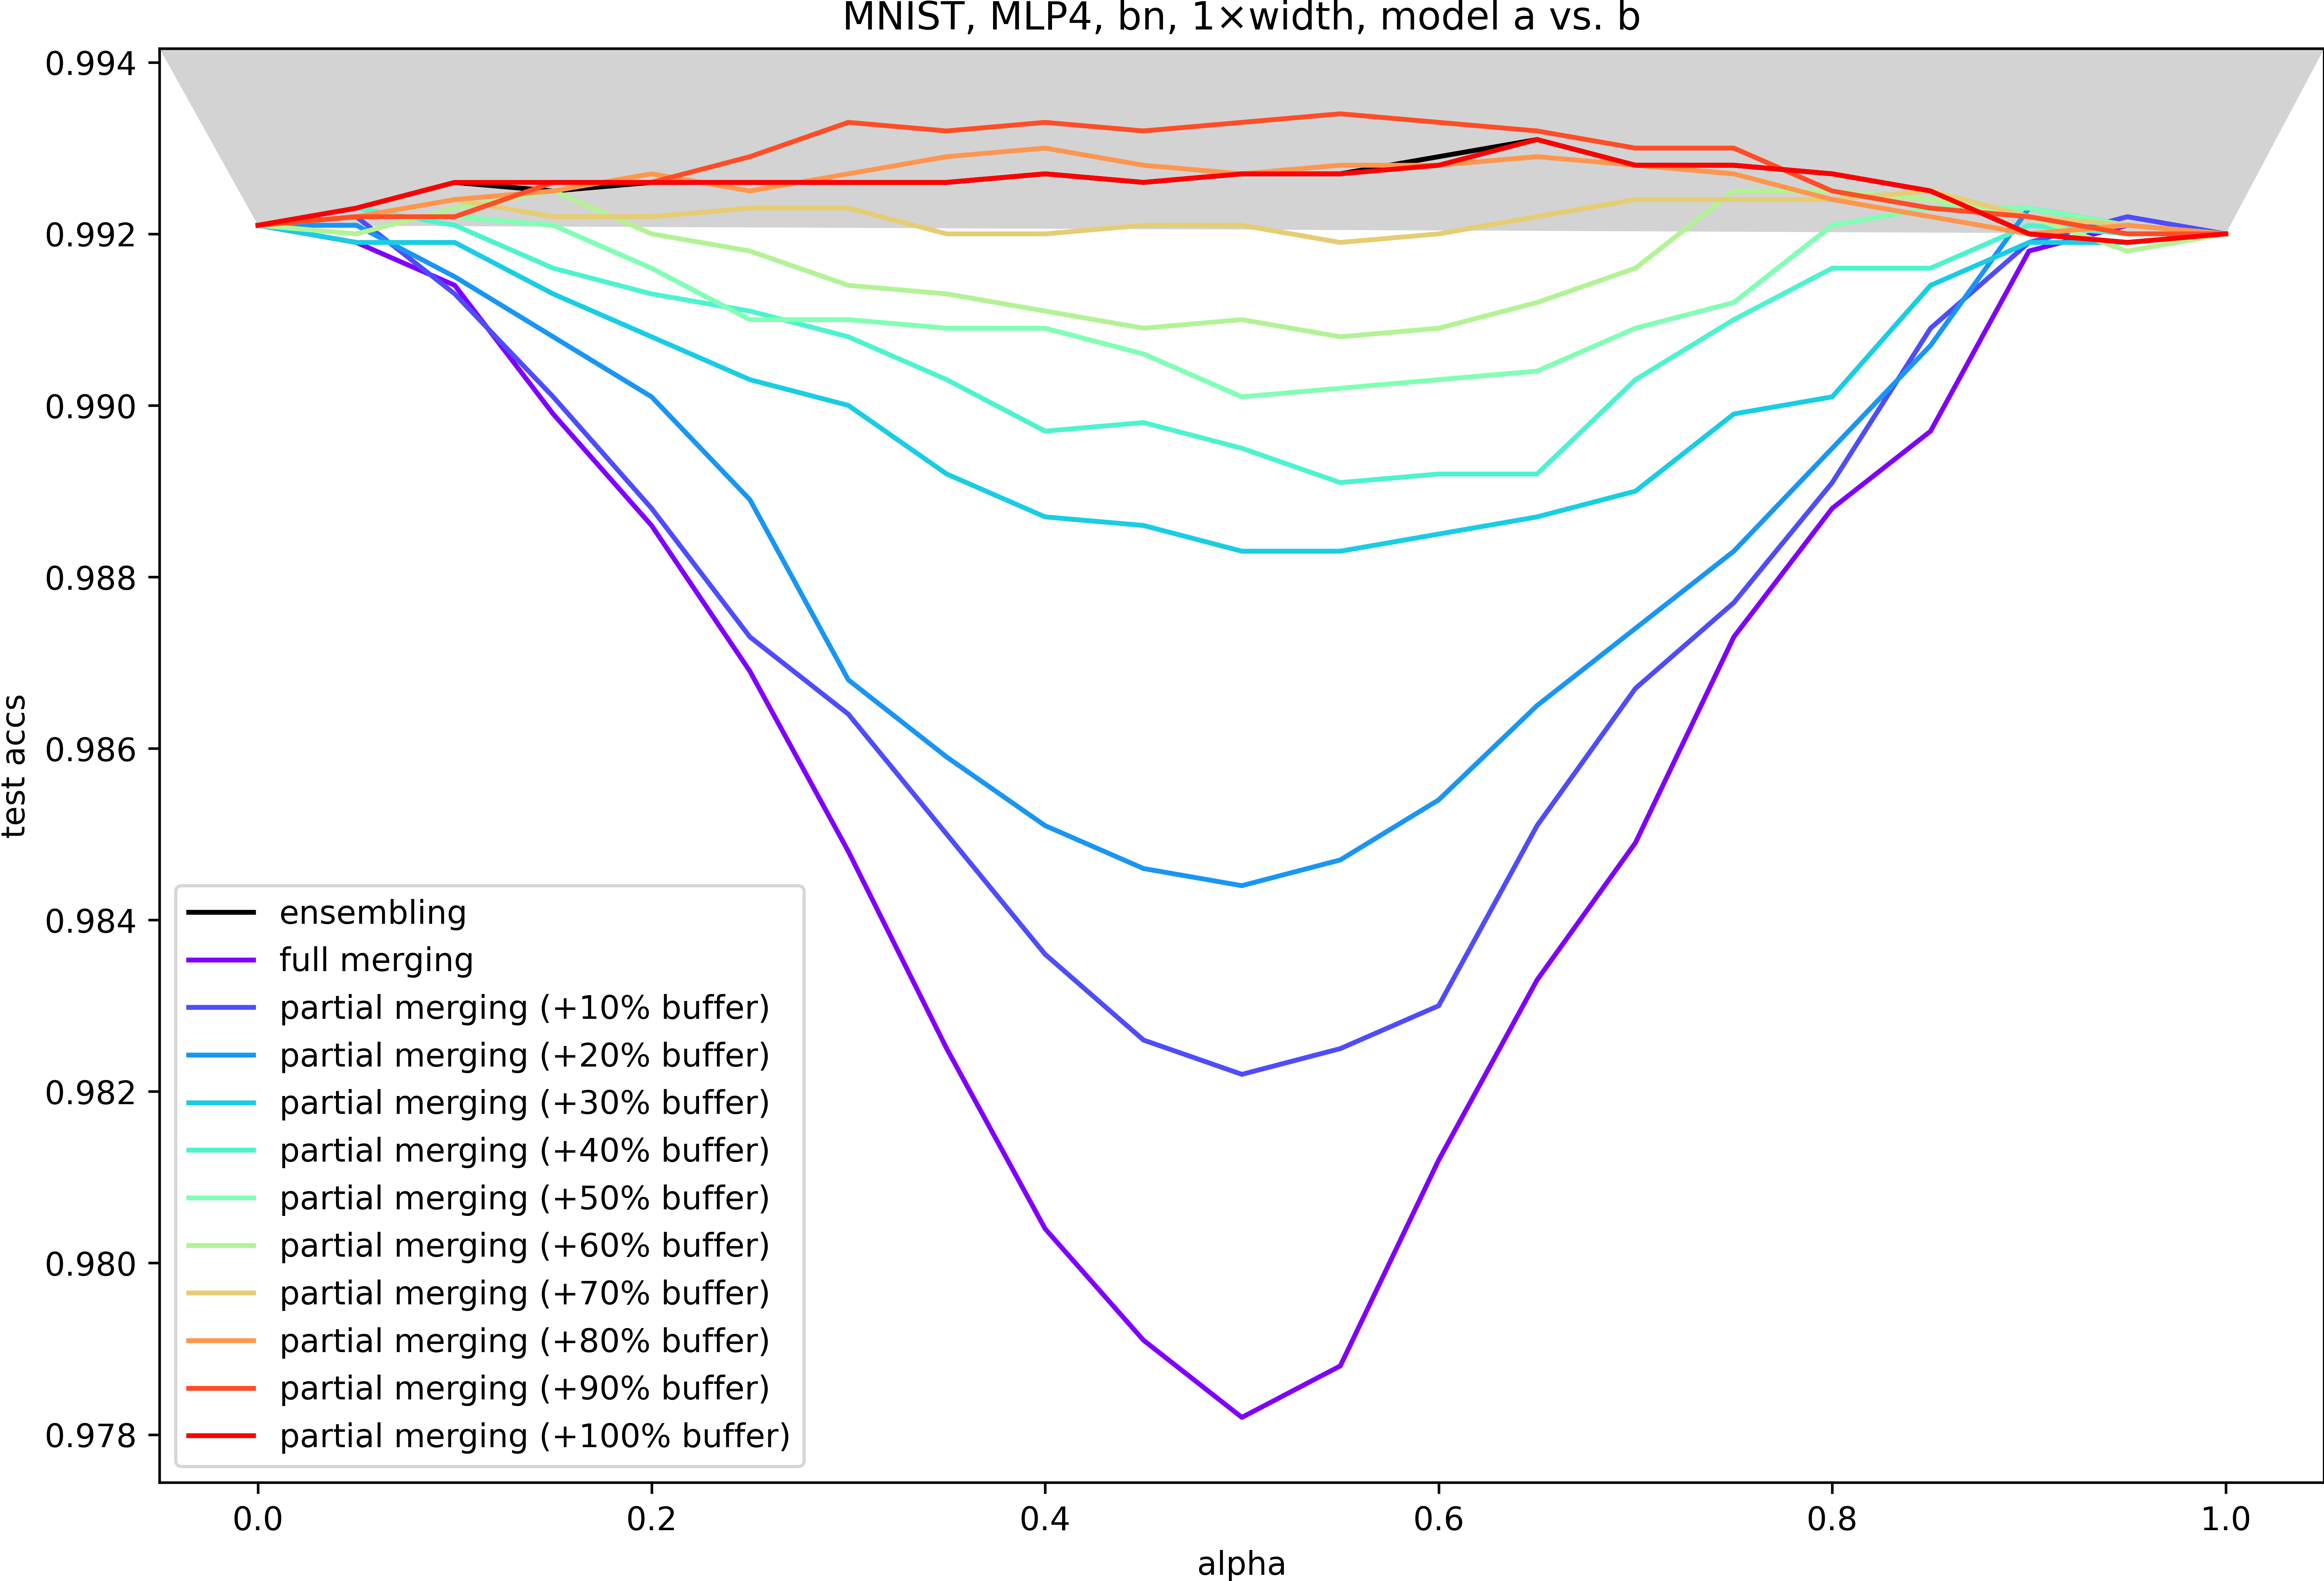 MNIST, MLP4, bn, 1×width, model a vs. b
0.994
0.992
0.990
0.988
0.986
0.984
0.982
0.980
0.978
test accs
ensembling
full merging
partial merging (+10% buffer)
partial merging (+20% buffer)
partial merging (+30% buffer)
partial merging (+40% buffer)
partial merging (+50% buffer)
partial merging (+60% buffer)
partial merging (+70% buffer)
partial merging (+80% buffer)
partial merging (+90% buffer)
partial merging (+100% buffer)
0.0 0.2 0.4 0.6 0.8 1.0
alpha